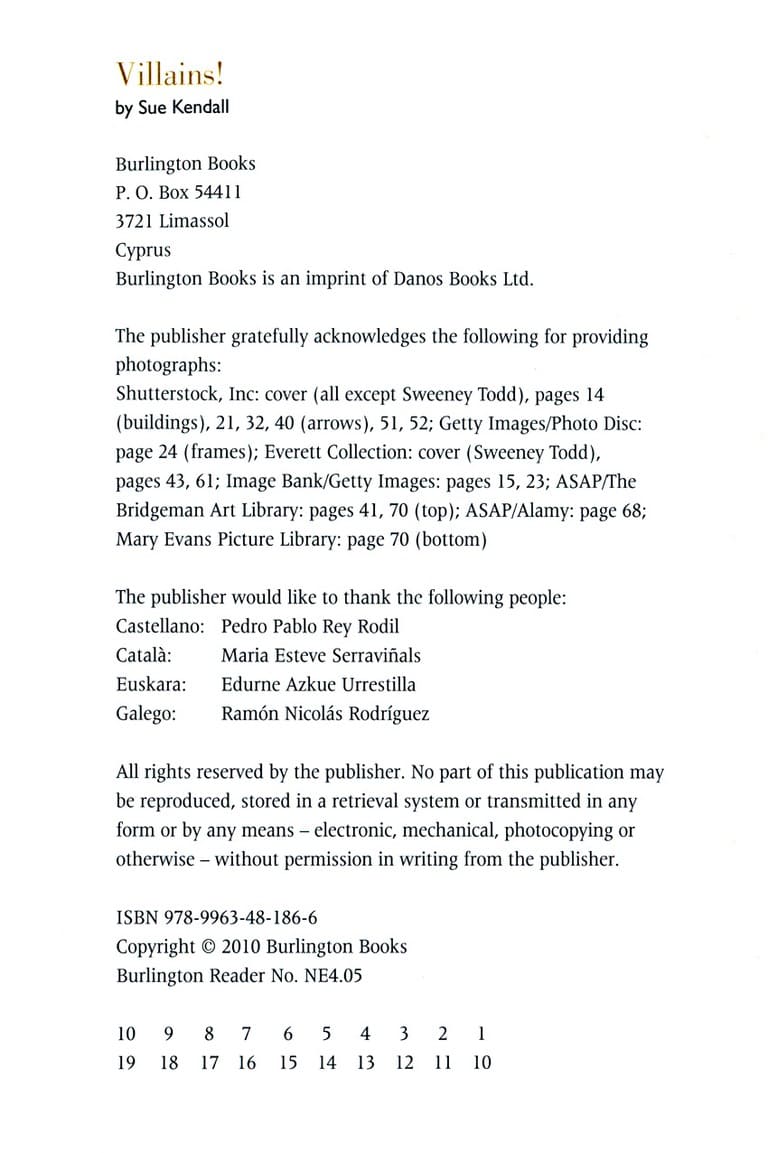 Villains!
by Sue Kendall
Burlington Books
P. O. Box 54411
3721 Limassol
Cyprus
Burlington Books is an imprint of Danos Books Ltd.
The publisher gratefully acknowledges the following for providing
photographs:
Shutterstock, Inc: cover (all except Sweeney Todd), pages 14
(buildings), 21, 32, 40 (arrows), 51, 52; Getty Images/Photo Disc:
page 24 (frames); Everett Collection: cover (Sweeney Todd),
pages 43, 61; Image Bank/Getty Images: pages 15, 23; ASAP/The
Bridgeman Art Library: pages 41, 70 (top); ASAP/Alamy: page 68;
Mary Evans Picture Library: page 70 (bottom)
The publisher would like to thank the following people:
Castellano: Pedro Pablo Rey Rodil
Català: Maria Esteve Serraviñals
Euskara: Edurne Azkue Urrestilla
Galego: Ramón Nicolás Rodríguez
All rights reserved by the publisher. No part of this publication may
be reproduced, stored in a retrieval system or transmitted in any
form or by any means – electronic, mechanical, photocopying or
otherwise – without permission in writing from the publisher.
ISBN 978-9963-48-186-6
Copyright © 2010 Burlington Books
Burlington Reader No. NE4.05
10 9 8 7 6 5 4 3 2 1
19 18 17 16 15 14 13 12 11 10